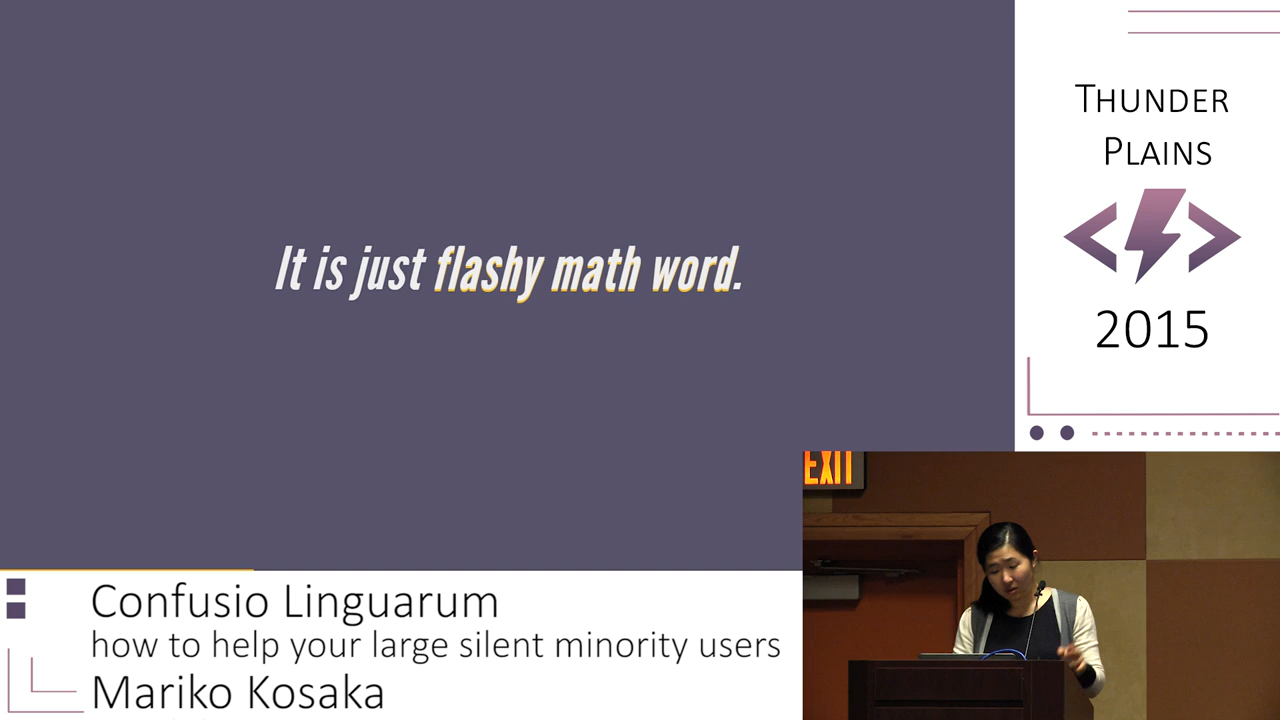 It is just flashy math word.
THUNDER
PLAINS
2015
EXIT
Confusio Linguarum
how to help your large silent minority users
Mariko Kosaka